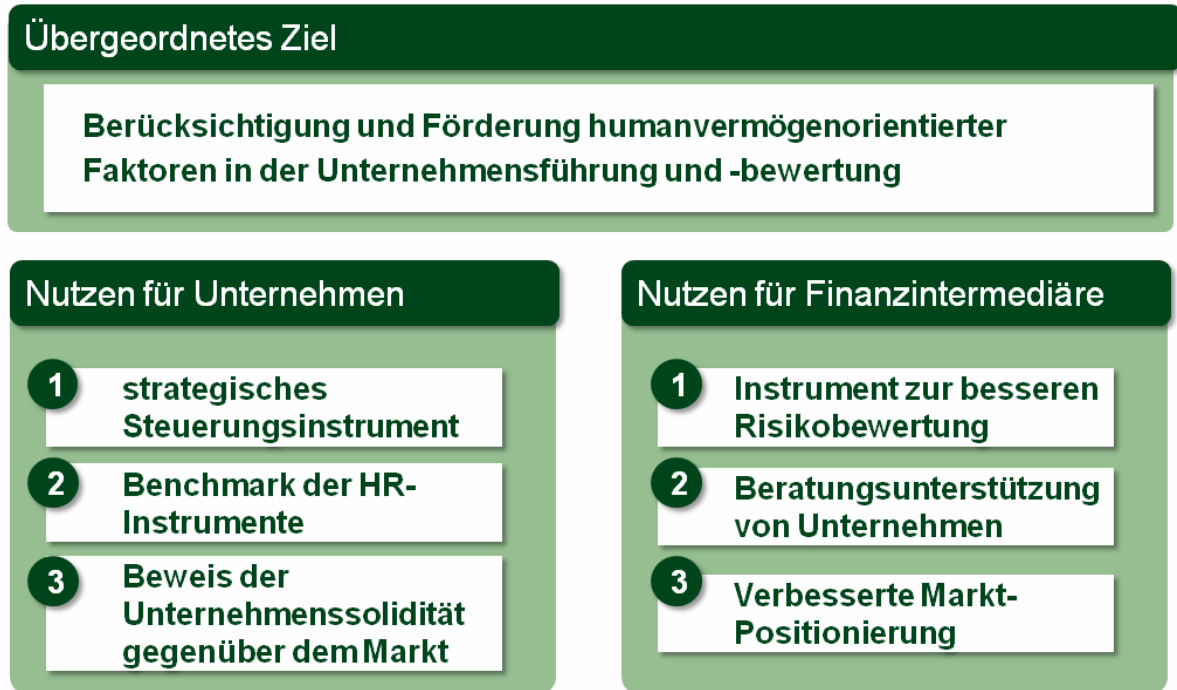 Übergeordnetes Ziel
Berücksichtigung und Förderung humanvermögenorientierter
Faktoren in der Unternehmensführung und -bewertung
Nutzen für Unternehmen
1 strategisches
Steuerungsinstrument
2 Benchmark der HR-
Instrumente
3 Beweis der
Unternehmenssolidität
gegenüber dem Markt
Nutzen für Finanzintermediäre
1 Instrument zur besseren
Risikobewertung
2 Beratungsunterstützung
von Unternehmen
3 Verbesserte Markt-
Positionierung